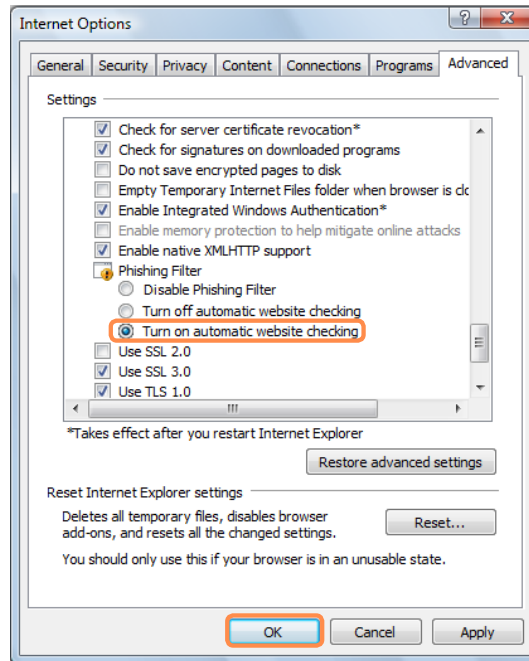 Internet Options
General Security Privacy Content Connections Programs Advanced
Settings
Check for server certificate revocation*
Check for signatures on downloaded programs
Do not save encrypted pages to disk
Empty Temporary Internet Files folder when browser is clo
Enable Integrated Windows Authentication*
Enable memory protection to help mitigate online attacks
Enable native XMLHTTP support
Phishing Filter
Disable Phishing Filter
Turn off automatic website checking
Turn on automatic website checking
Use SSL 2.0
Use SSL 3.0
Use TLS 1.0
*Takes effect after you restart Internet Explorer
Restore advanced settings
Reset Internet Explorer settings
Deletes all temporary files, disables browser
add-ons, and resets all the changed settings.
Reset...
You should only use this if your browser is in an unusable state.
OK Cancel Apply